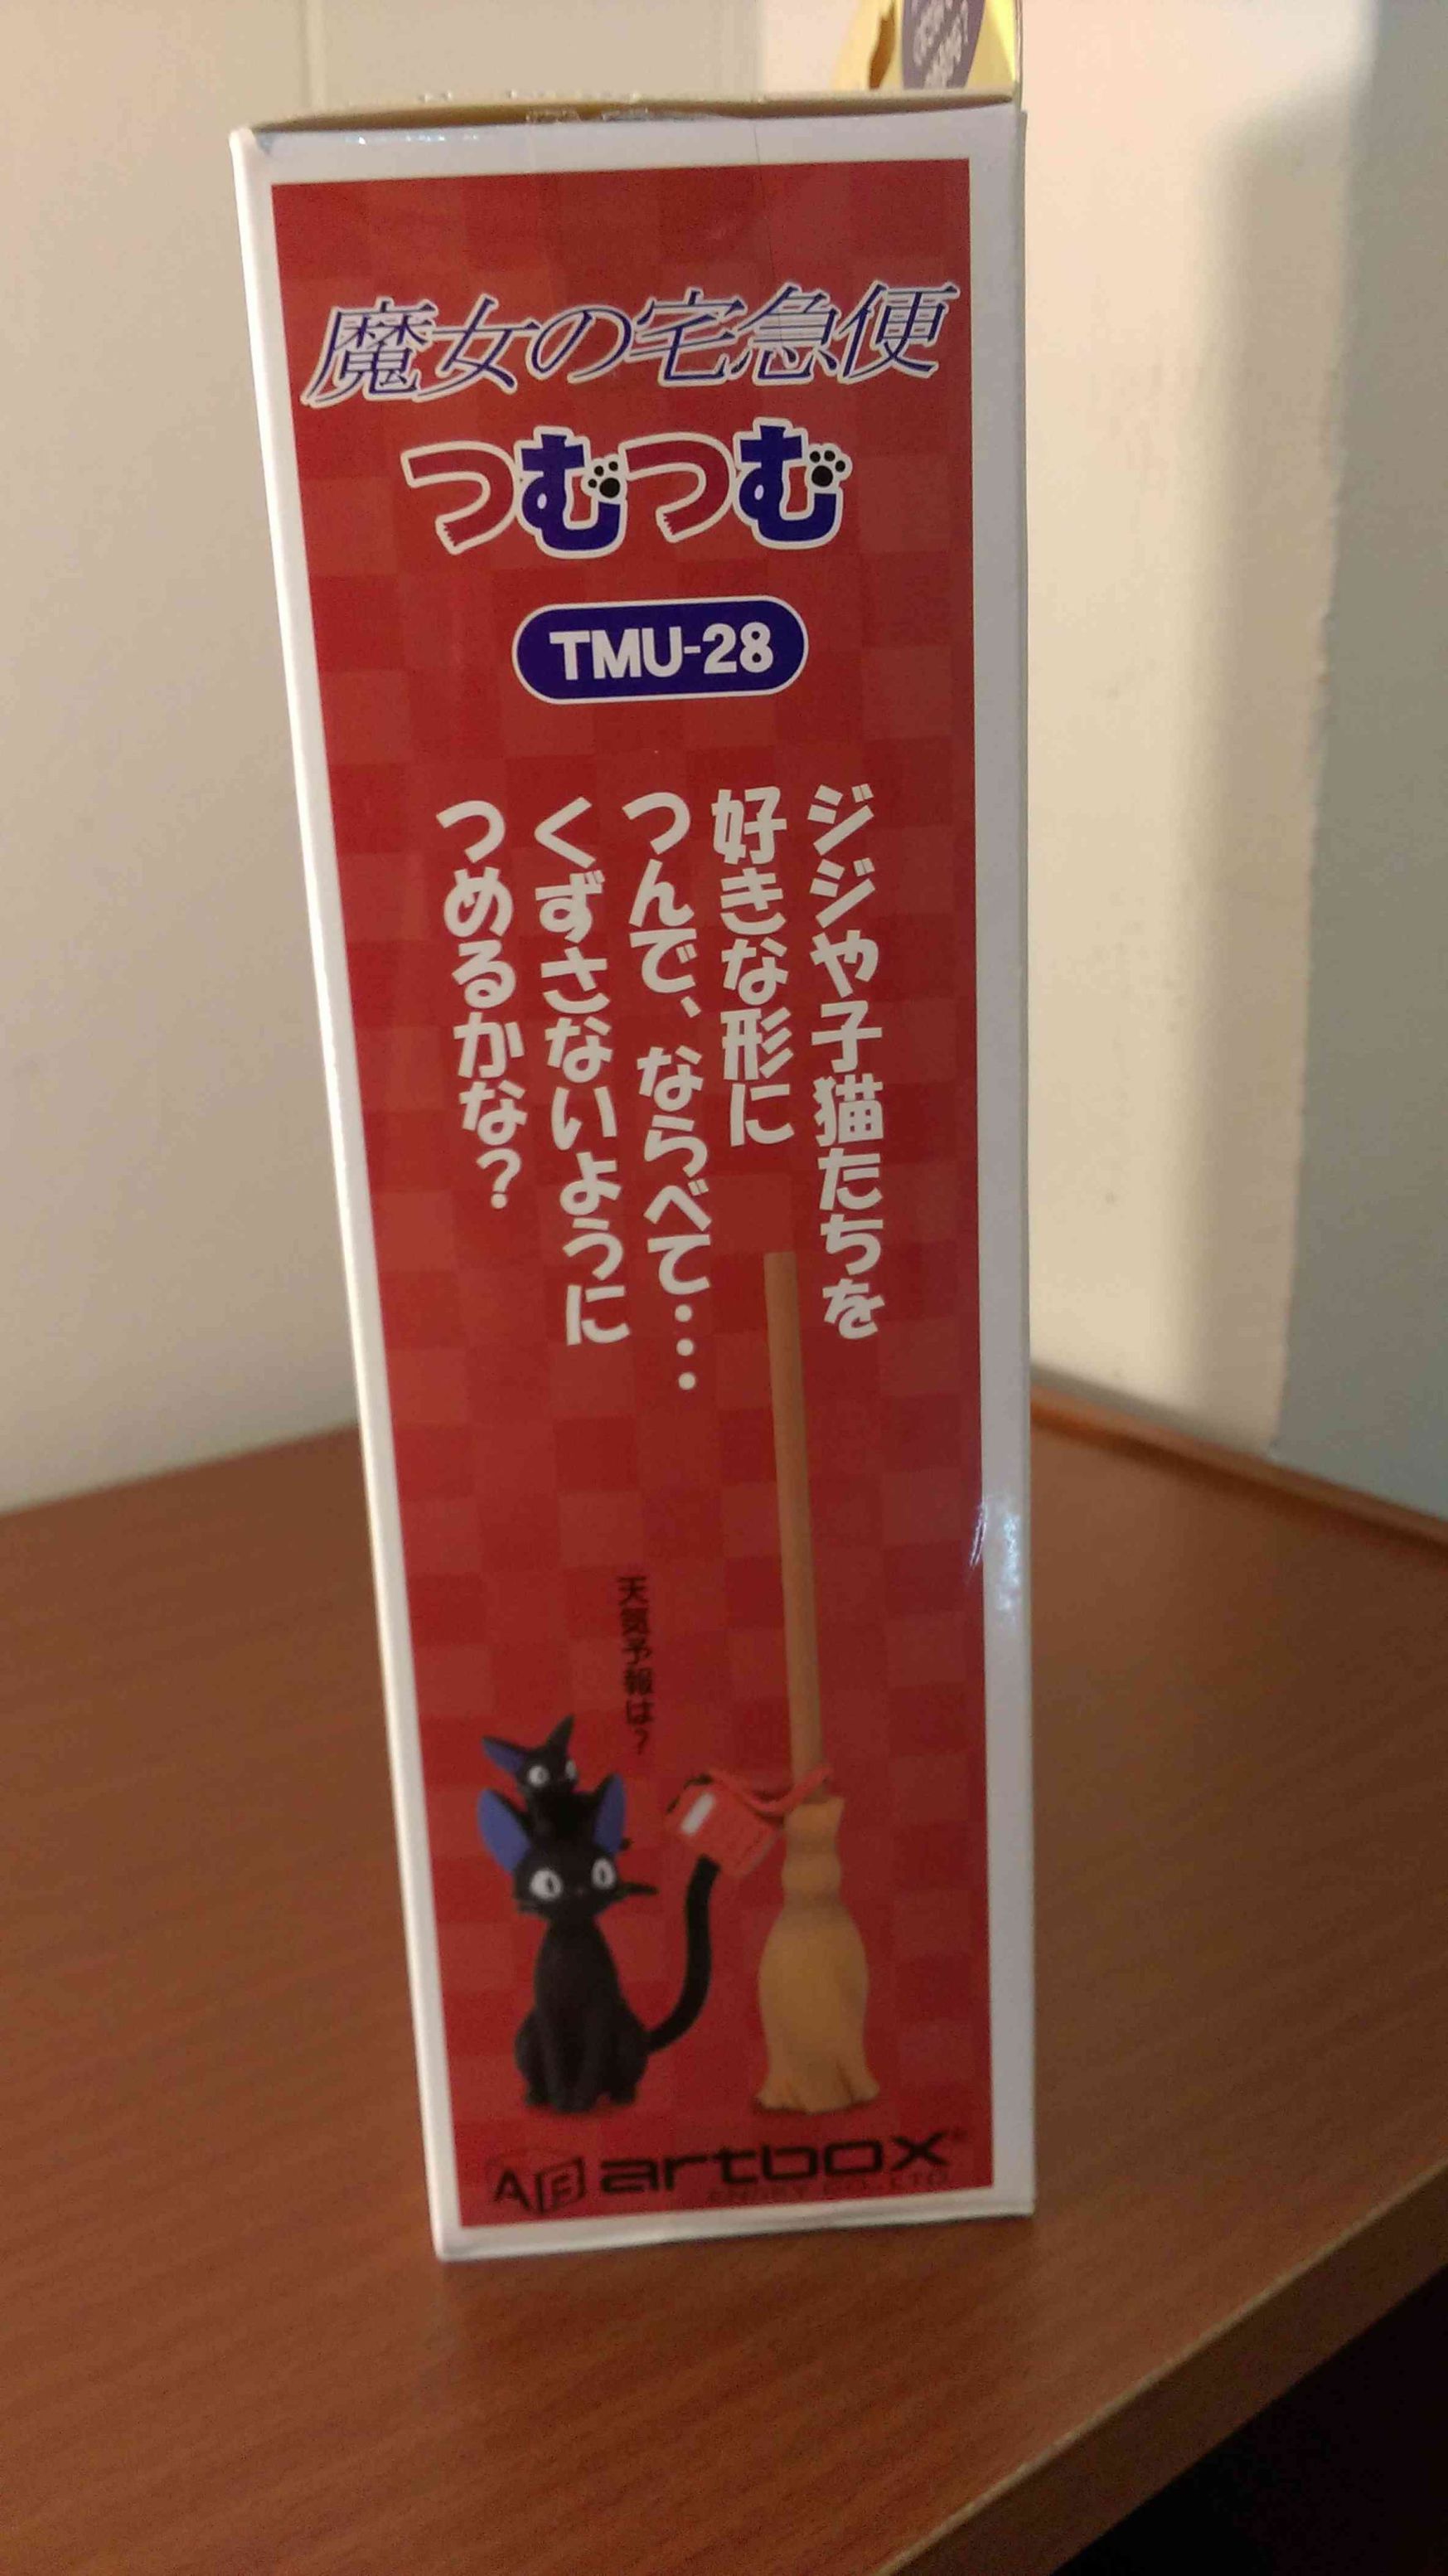 魔女の宅急便
つむつむ
TMU-28
ジジや子猫たちを
好きな形に
つんで、ならべて・・・
くずさないように
つめるかな？
天気予報は？
artbox